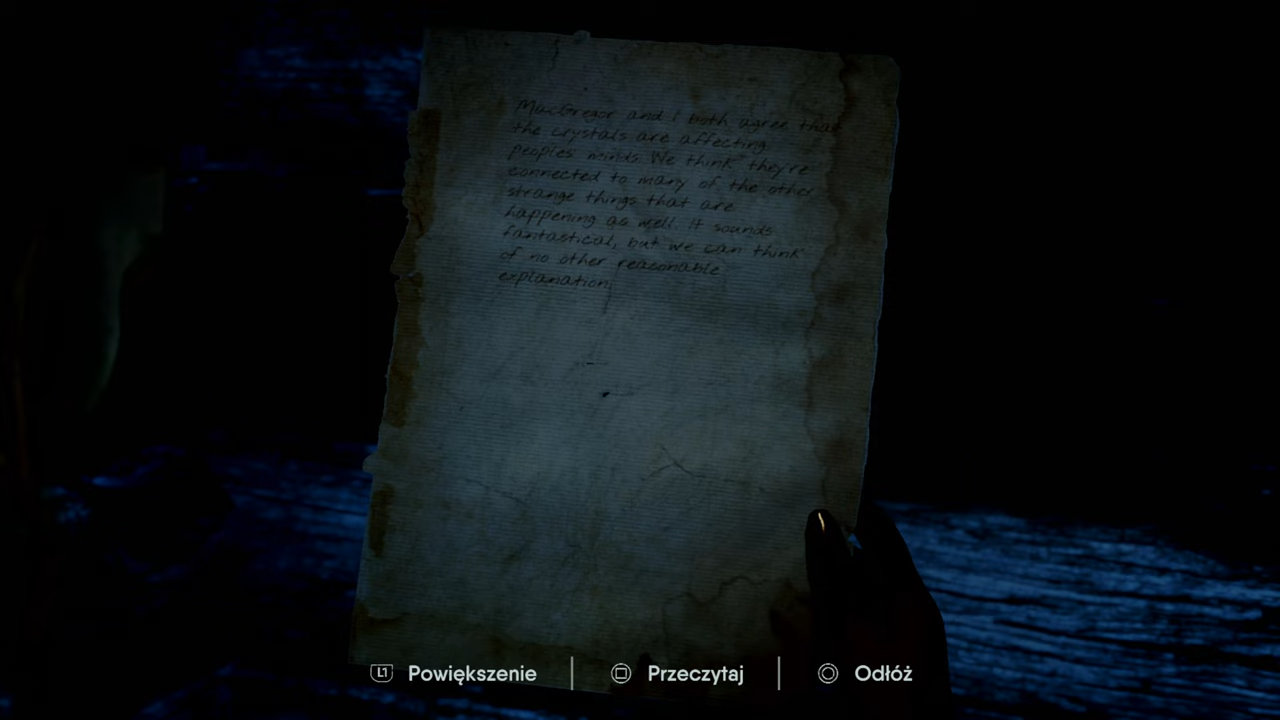 MacGregor and I both agree that
the crystals are affecting
peoples minds. We think they're
connected to many of the other
strange things that are
happening as well. It sounds
fantastical, but we can think
of no other reasonable
explanation.
L1 Powiększenie Przeczytaj Odłóż